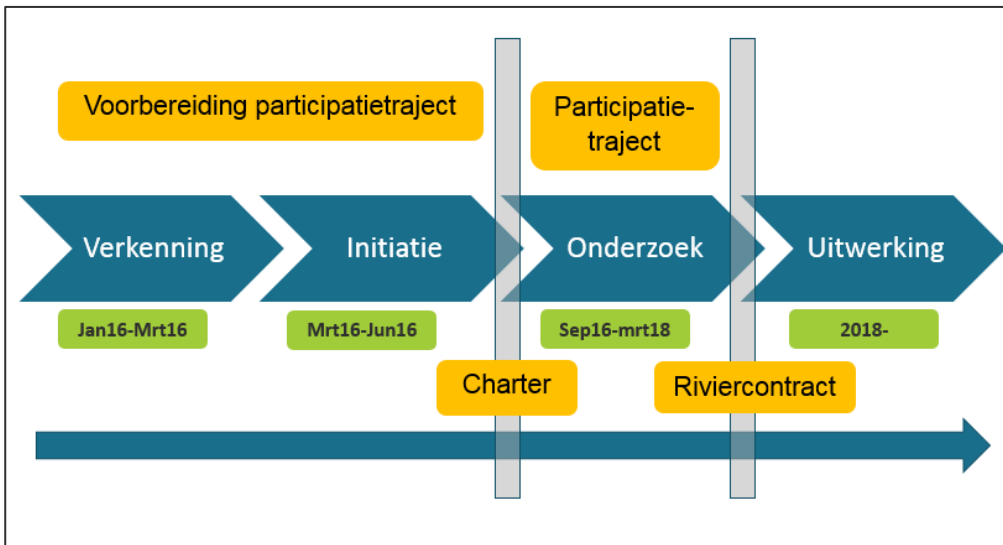 Voorbereiding participatietraject
Participatie-
traject
Verkenning
Initiatie
Onderzoek
Uitwerking
Jan16-Mrt16
Mrt16-Jun16
Sep16-mrt18
2018-
Charter
Riviercontract